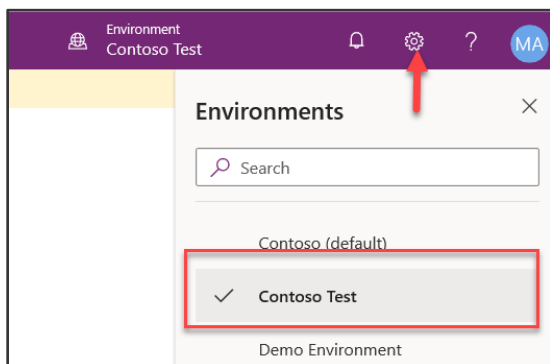 Environment
Contoso Test
?
MA
Environments
Search
Contoso (default)
Contoso Test
Demo Environment